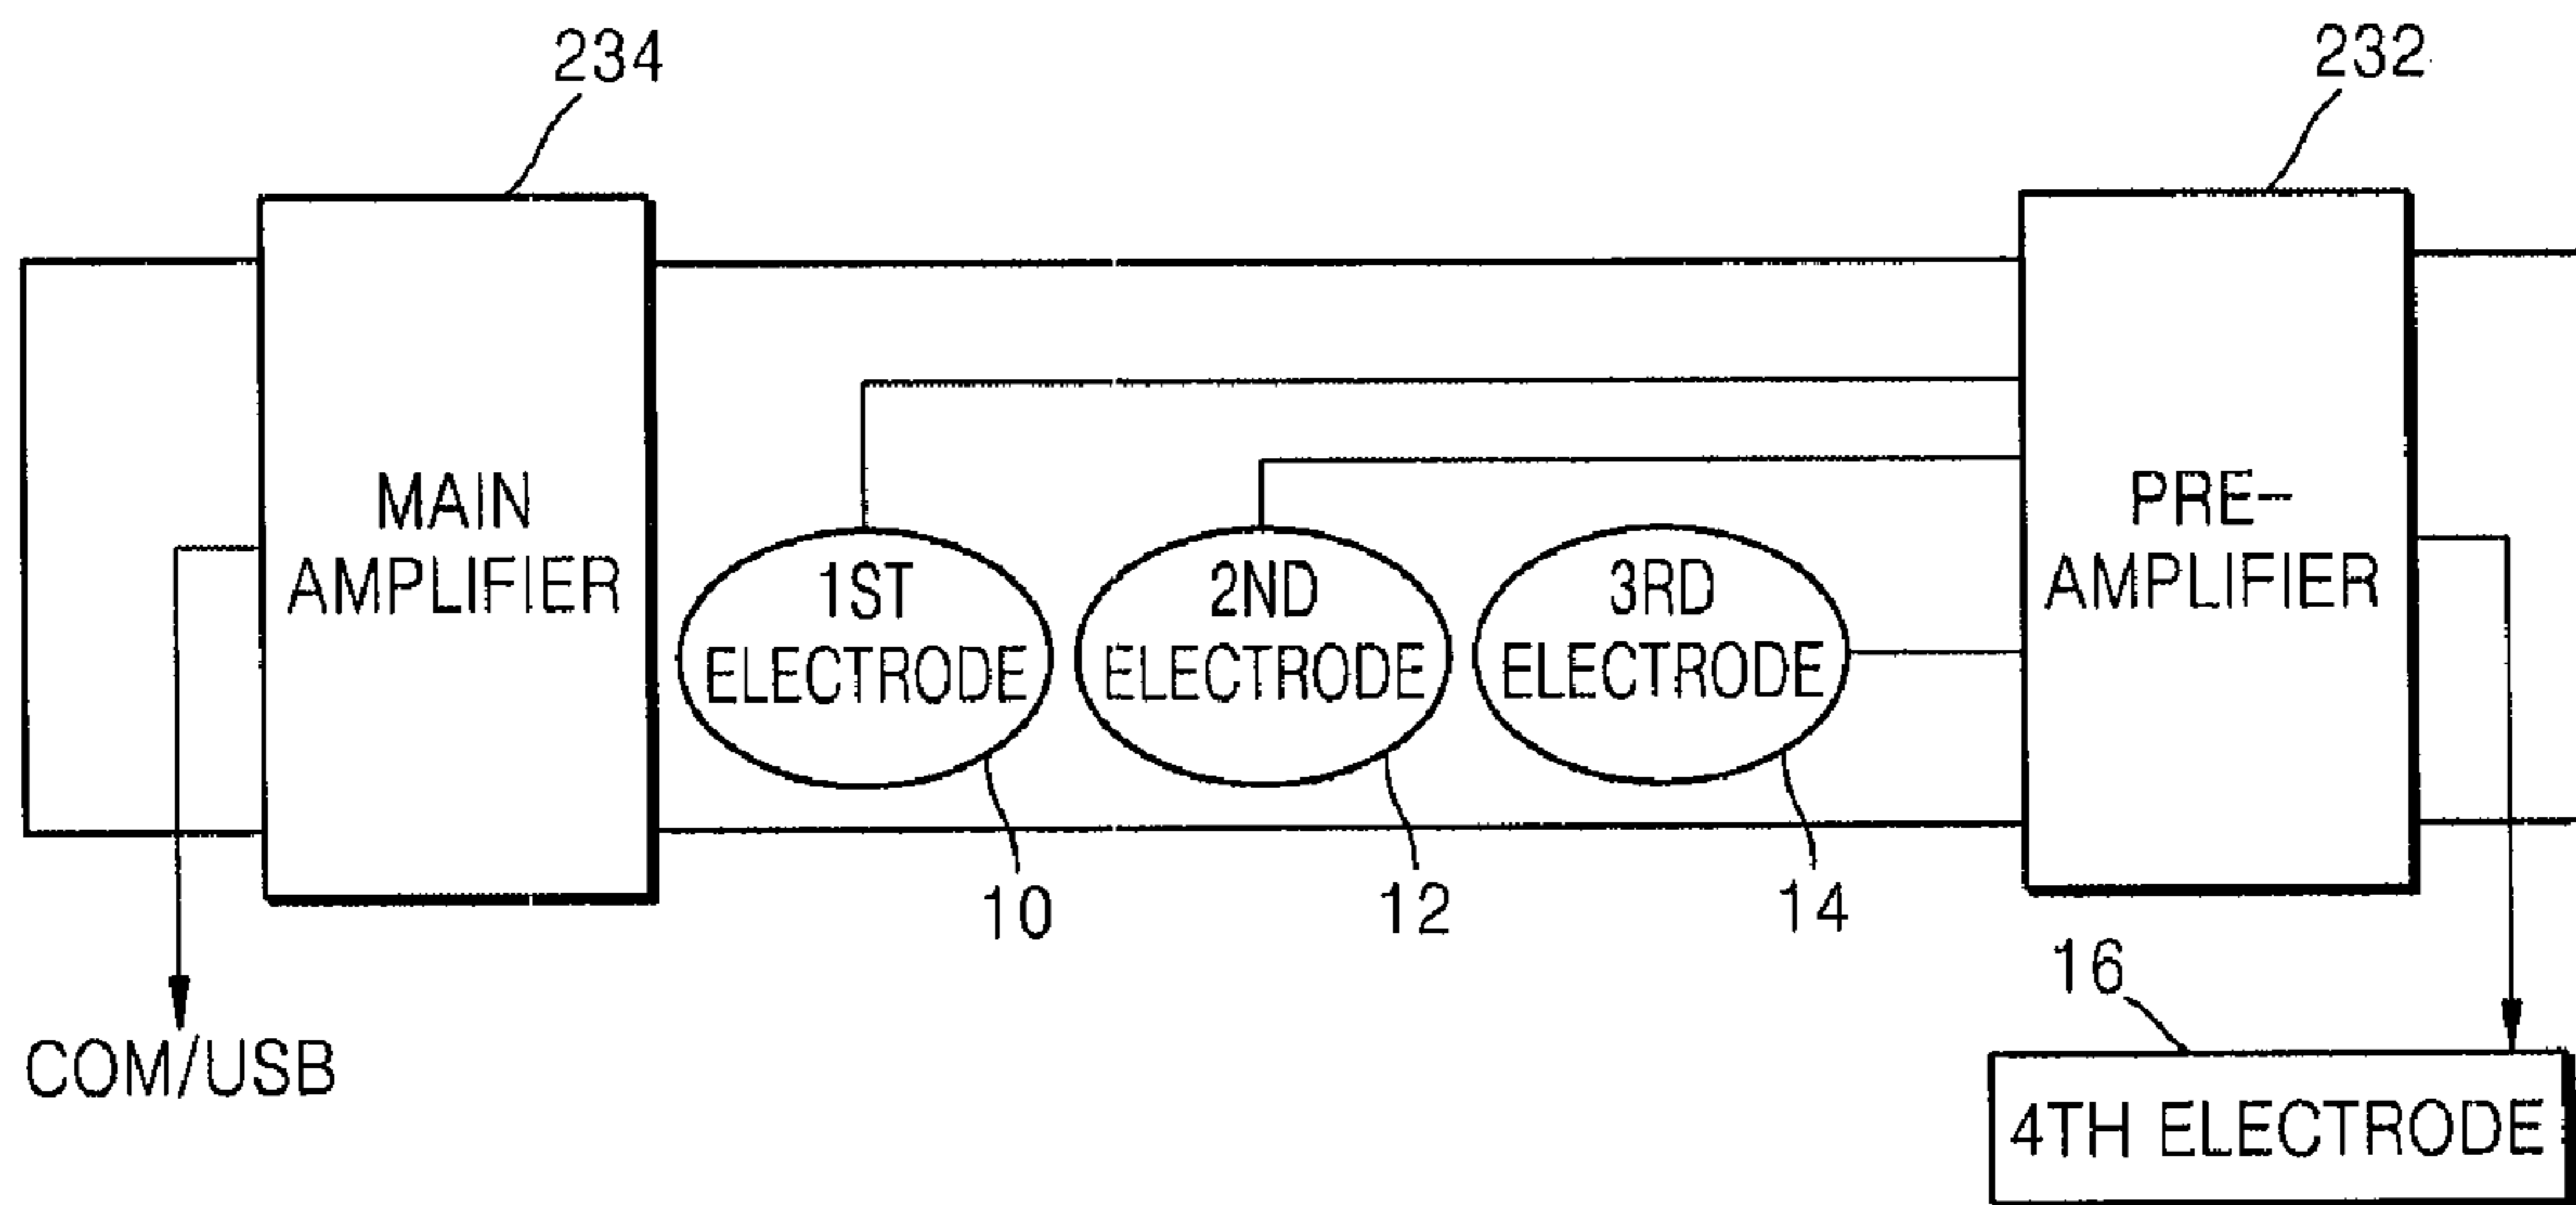 234
232
MAIN
AMPLIFIER
1ST
ELECTRODE
2ND
ELECTRODE
3RD
ELECTRODE
PRE-
AMPLIFIER
10
12
14
16
COM/USB
4TH ELECTRODE